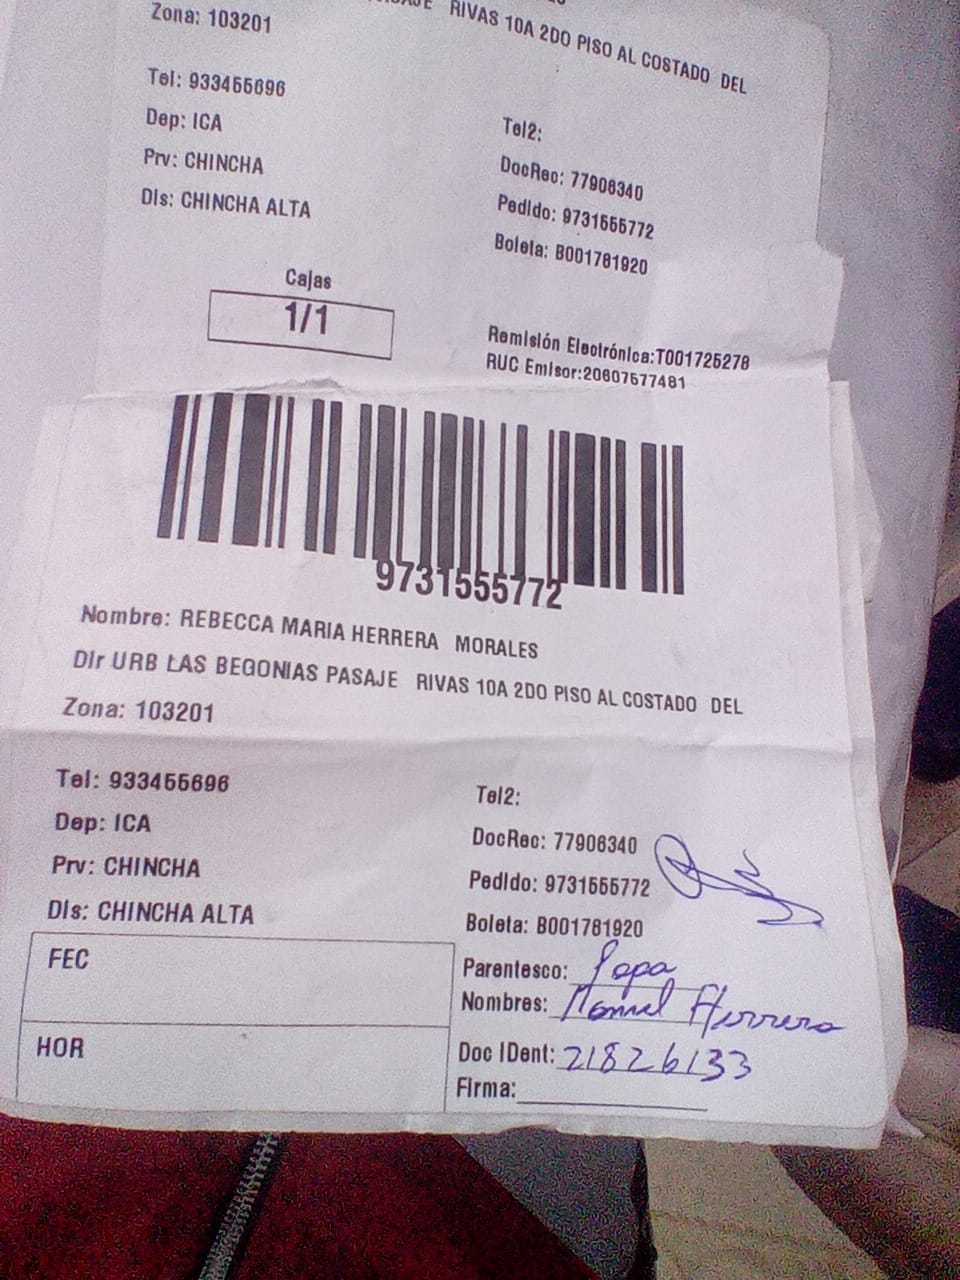 RIVAS 10A 2DO PISO AL COSTADO DEL
Zona: 103201
Tel: 933455696
Dep: ICA
Prv: CHINCHA
Dis: CHINCHA ALTA
Tel2:
DocRec: 77906340
Pedido: 9731555772
Boleta: B001781920
Cajas
1/1
Remisión Electrónica:T001725278
RUC Emisor:20607577481
9731555772
Nombre: REBECCA MARIA HERRERA MORALES
Dir URB LAS BEGONIAS PASAJE RIVAS 10A 2DO PISO AL COSTADO DEL
Zona: 103201
Tel: 933455696
Dep: ICA
Prv: CHINCHA
Dis: CHINCHA ALTA
Tel2:
DocRec: 77906340
Pedido: 9731555772
Boleta: B001781920
FEC
HOR
Parentesco: Papa
Nombres: Manuel Herrera
Doc IDent: 21826133
Firma: